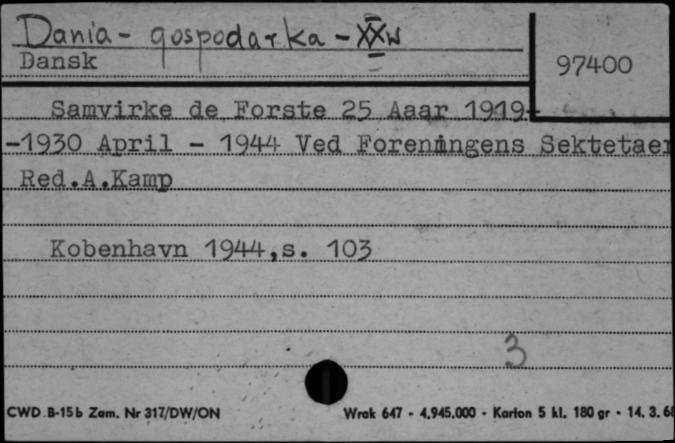 Dania - gospodarka - XXw
Dansk
97400
Samvirke de Forste 25 Aaar 1919-
-1930 April - 1944 Ved Foreningens Sektetaer
Red.A.Kamp
Kobenhavn 1944,s. 103
3
CWD B-15b Zam. Nr 317/DW/ON
Wrak 647 - 4.945.000 - Karton 5 kl. 180 gr - 14. 3. 68